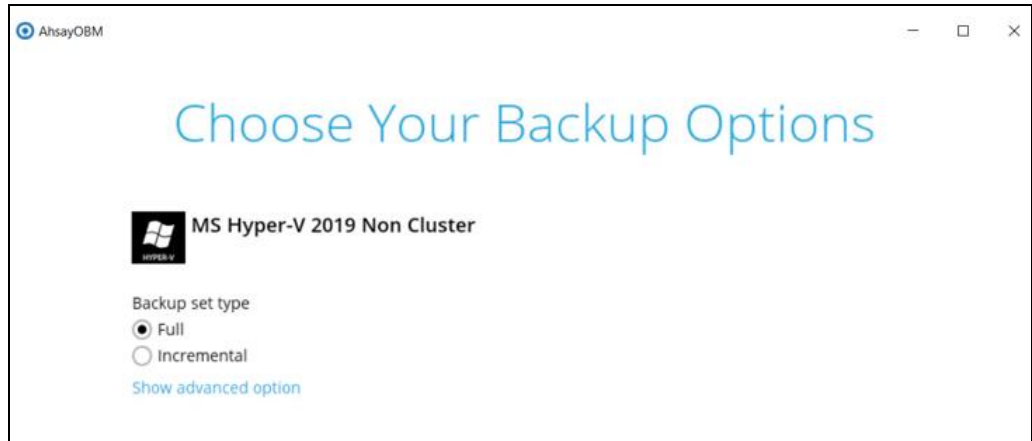 AhsayOBM
Choose Your Backup Options
MS Hyper-V 2019 Non Cluster
HYPER-V
Backup set type
Full
Incremental
Show advanced option